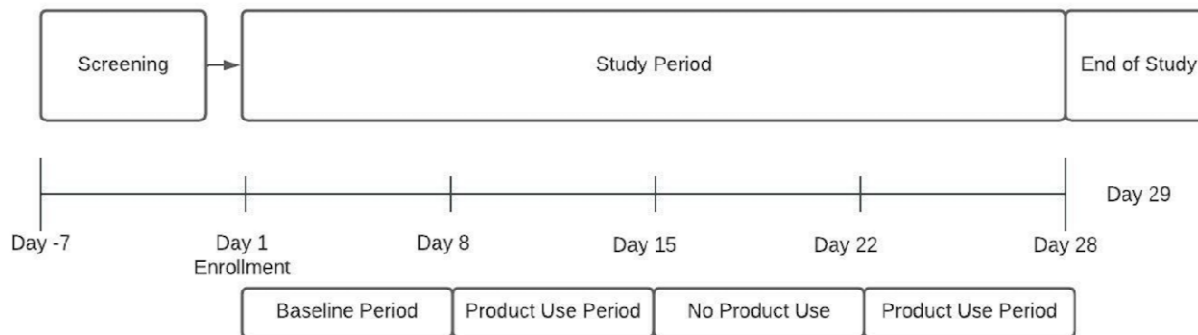 Screening
Study Period
End of Study
Day 29
Day -7
Day 1
Enrollment
Day 8
Day 15
Day 22
Day 28
Baseline Period
Product Use Period
No Product Use
Product Use Period